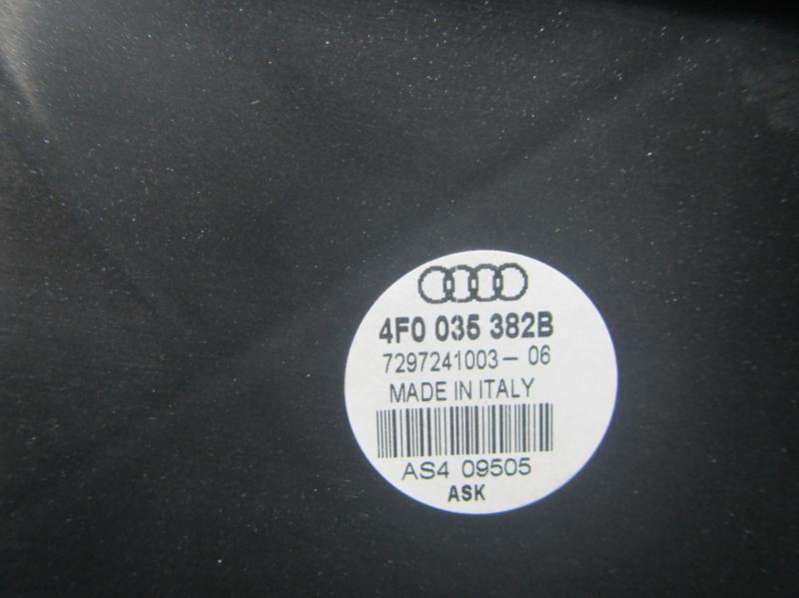 4F0 035 382B
7297241003-06
MADE IN ITALY
AS4 09505
ASK